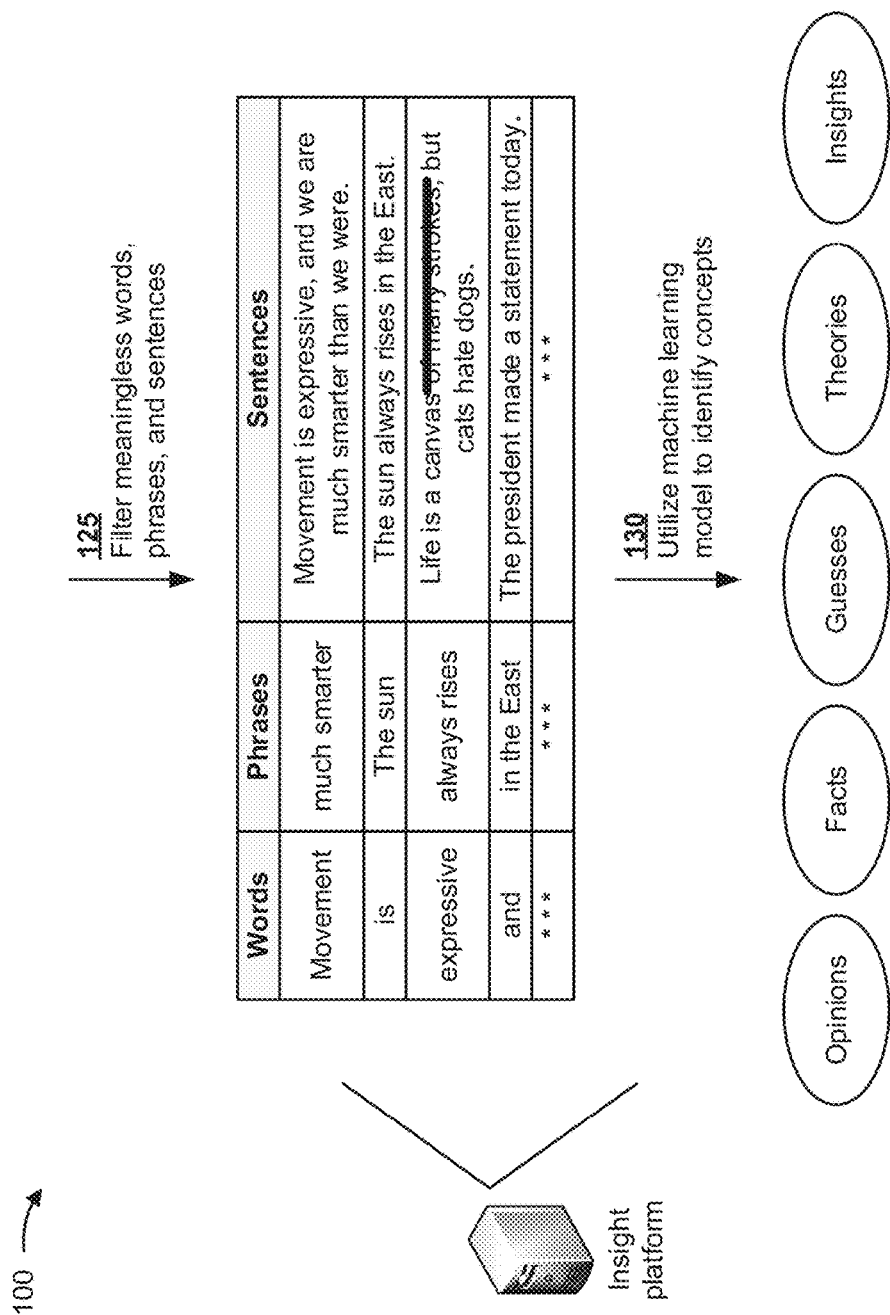 100
125
Filter meaningless words,
phrases, and sentences
Words Phrases Sentences
Movement much smarter Movement is expressive, and we are
much smarter than we were.
is The sun The sun always rises in the East.
expressive always rises Life is a canvas of many strokes, but
cats hate dogs.
and in the East The president made a statement today.
*** *** ***
Insight
platform
130
Utilize machine learning
model to identify concepts
Opinions Facts Guesses Theories Insights